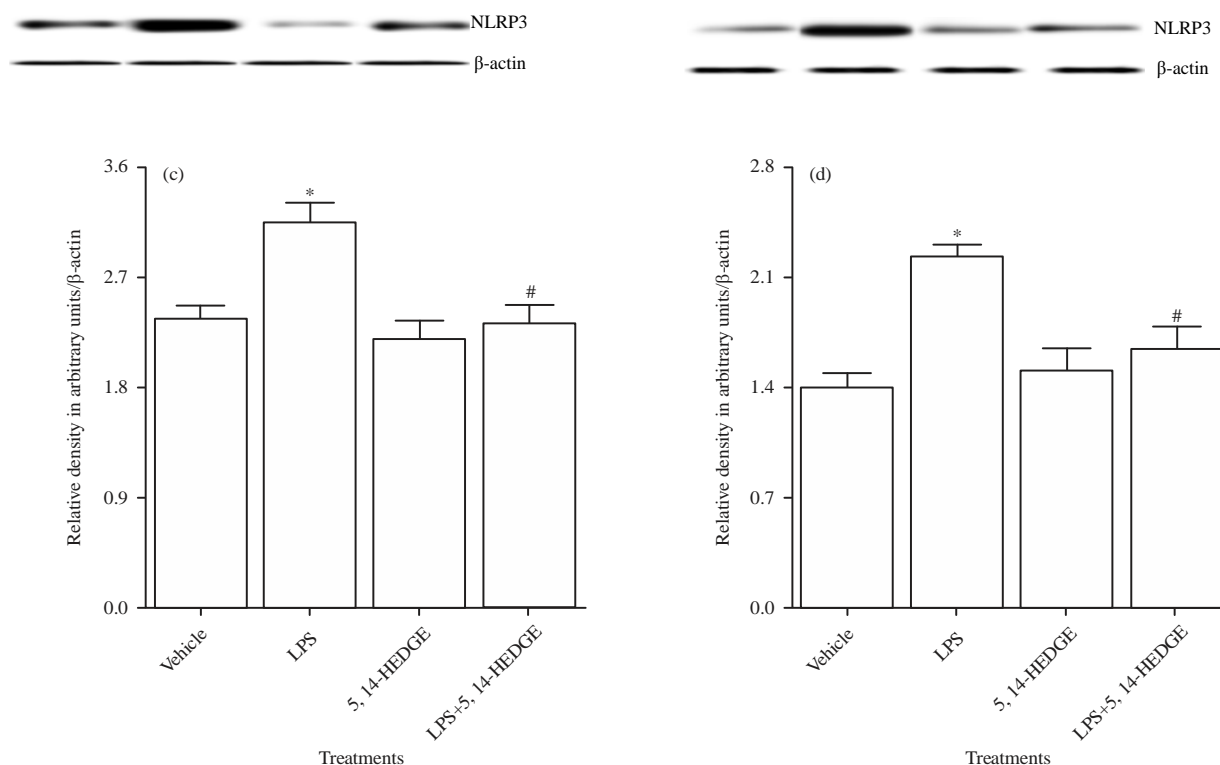 NLRP3
β-actin
(c)
3.6
2.7
1.8
0.9
0.0
Relative density in arbitrary units/β-actin
*
#
Vehicle
LPS
5, 14-HEDGE
LPS+5, 14-HEDGE
Treatments
NLRP3
β-actin
(d)
2.8
2.1
1.4
0.7
0.0
Relative density in arbitrary units/β-actin
*
#
Vehicle
LPS
5, 14-HEDGE
LPS+5, 14-HEDGE
Treatments